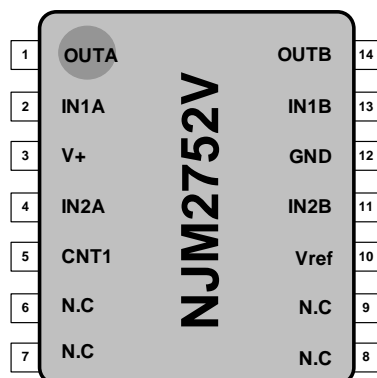 1 OUTA OUTB 14
2 IN1A IN1B 13
3 V+ GND 12
4 IN2A IN2B 11
5 CNT1 Vref 10
6 N.C N.C 9
7 N.C N.C 8
NJM2752V